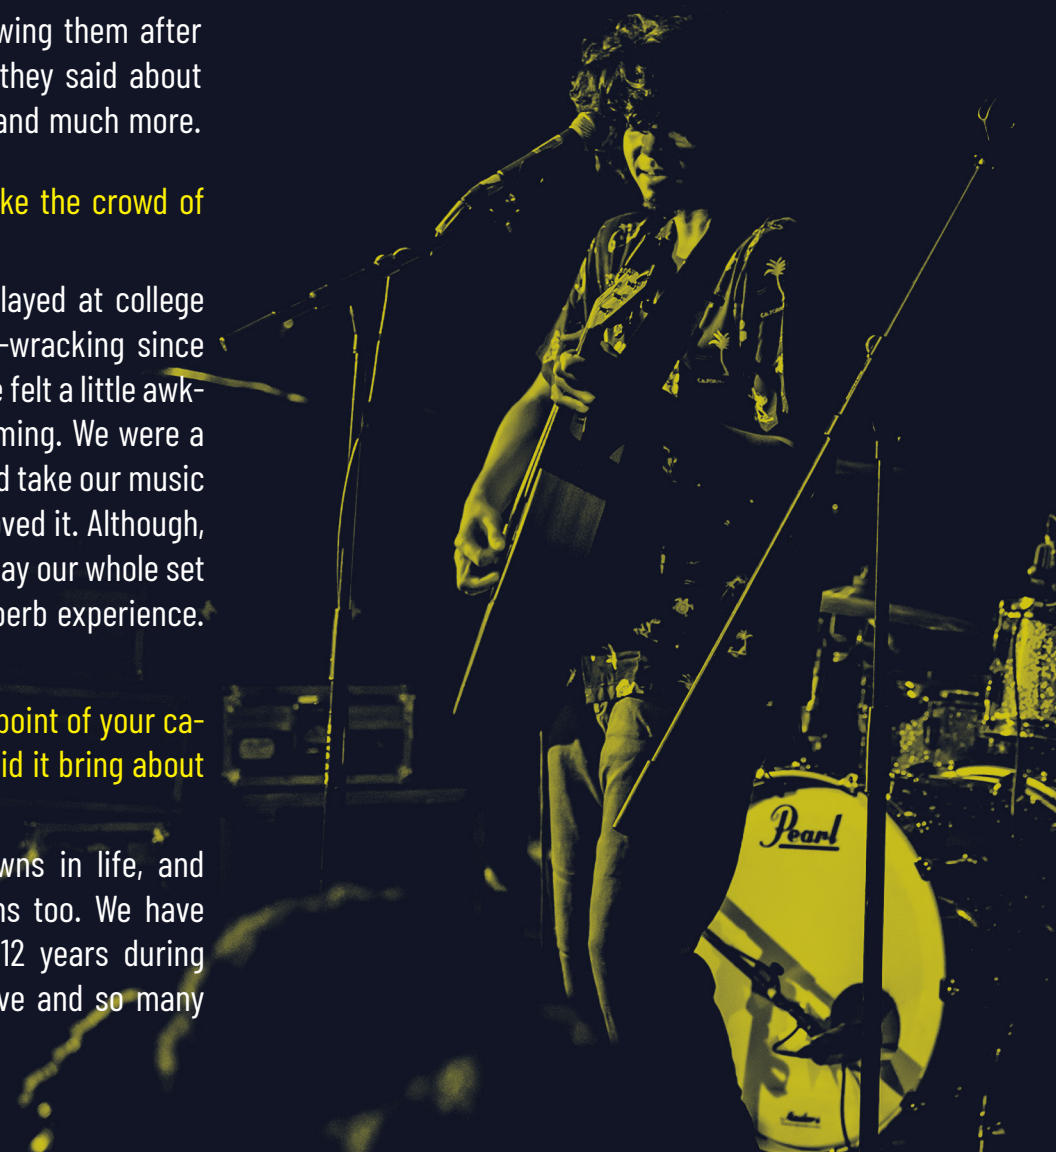 wing them after
they said about
and much more.
ke the crowd of
layed at college
-wracking since
e felt a little awk-
ming. We were a
d take our music
ved it. Although,
ay our whole set
perb experience.
point of your ca-
id it bring about
wns in life, and
ns too. We have
12 years during
ve and so many
Pearl